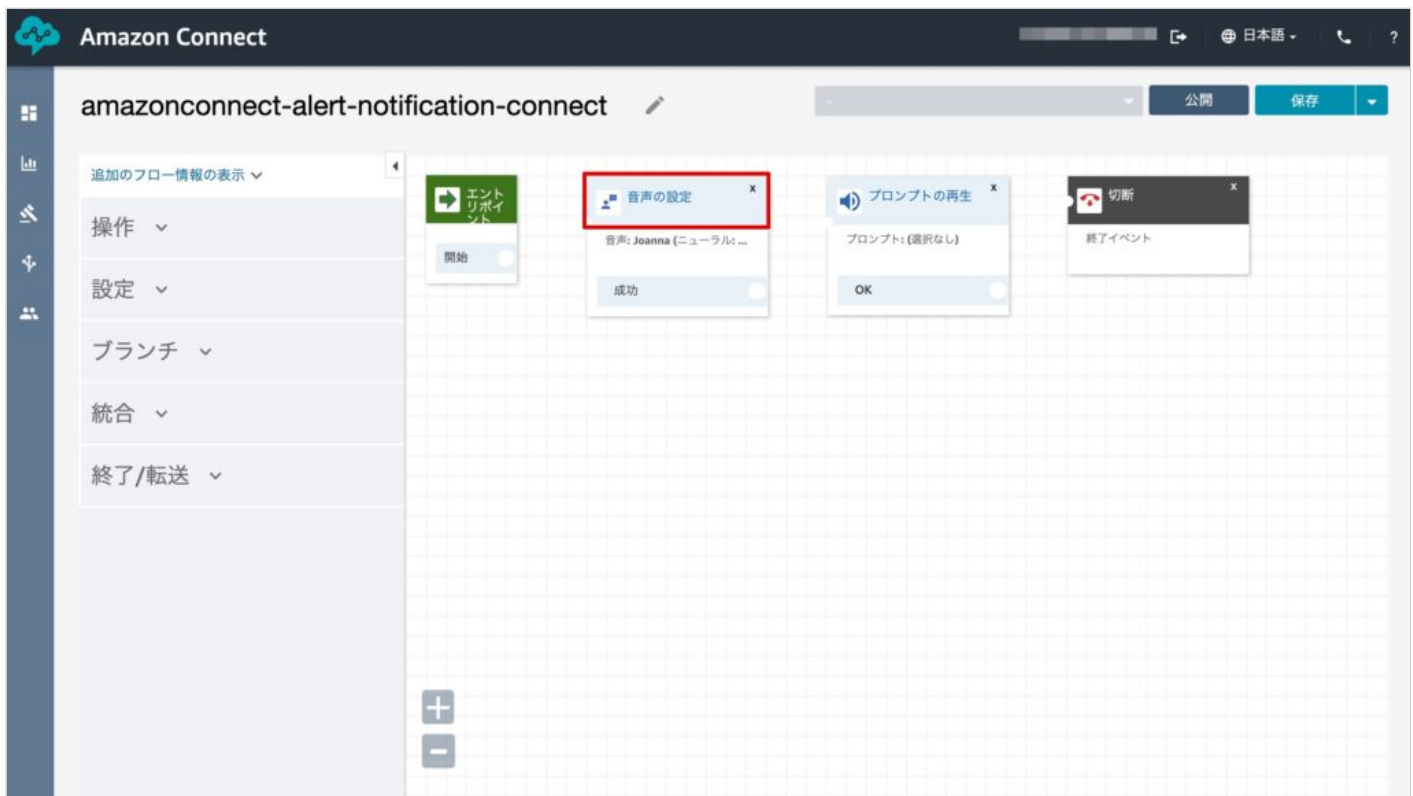 Amazon Connect
日本語
?
amazonconnect-alert-notification-connect
-
公開
保存
追加のフロー情報の表示
操作
設定
ブランチ
統合
終了/転送
エント
リポイ
ント
開始
x
音声の設定
音声: Joanna (ニューラル: ...
成功
x
プロンプトの再生
プロンプト: (選択なし)
OK
x
切断
終了イベント